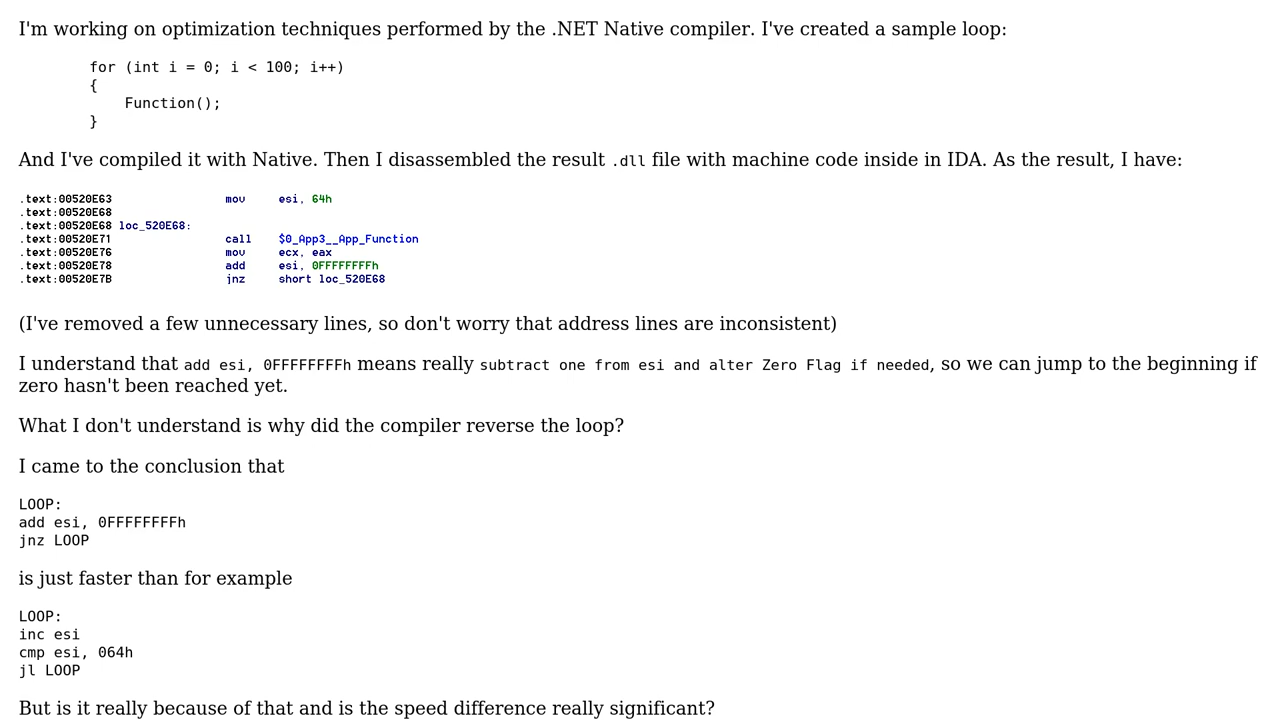 I'm working on optimization techniques performed by the .NET Native compiler. I've created a sample loop:
for (int i = 0; i < 100; i++)
{
Function();
}
And I've compiled it with Native. Then I disassembled the result .dll file with machine code inside in IDA. As the result, I have:
.text:00520E63 mov esi, 64h
.text:00520E68
.text:00520E68 loc_520E68:
.text:00520E71 call $0_App3__App_Function
.text:00520E76 mov ecx, eax
.text:00520E78 add esi, 0FFFFFFFFh
.text:00520E7B jnz short loc_520E68
(I've removed a few unnecessary lines, so don't worry that address lines are inconsistent)
I understand that add esi, 0FFFFFFFFh means really subtract one from esi and alter Zero Flag if needed, so we can jump to the beginning if
zero hasn't been reached yet.
What I don't understand is why did the compiler reverse the loop?
I came to the conclusion that
LOOP:
add esi, 0FFFFFFFFh
jnz LOOP
is just faster than for example
LOOP:
inc esi
cmp esi, 064h
jl LOOP
But is it really because of that and is the speed difference really significant?